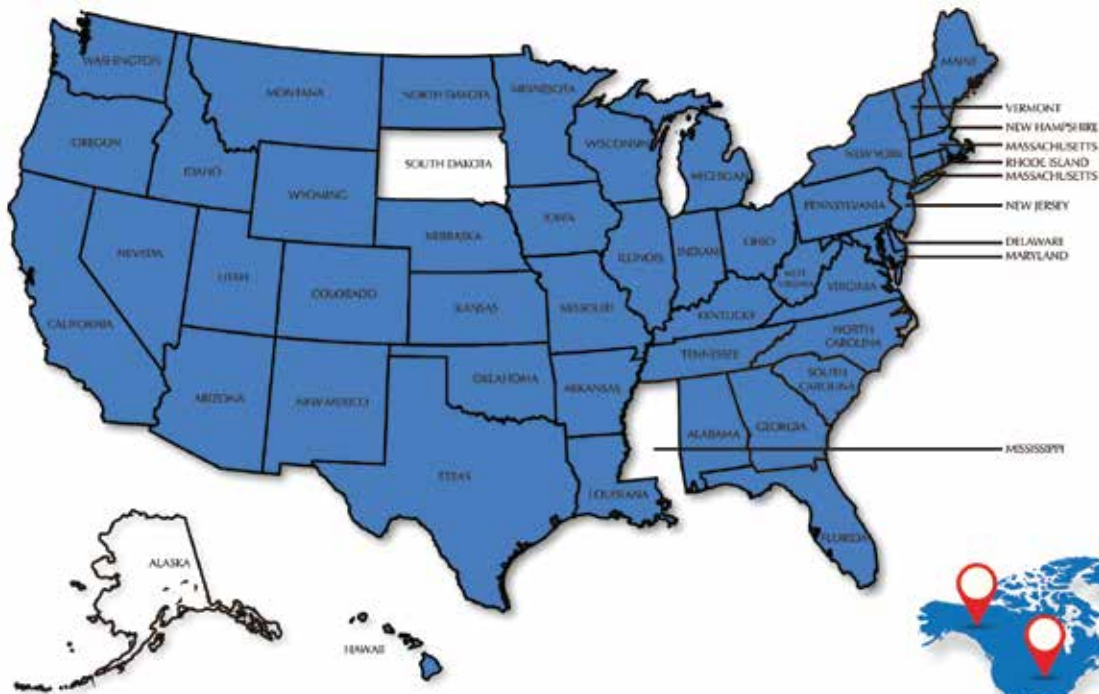 WASHINGTON
MONTANA
NORTH DAKOTA
MINNESOTA
MAINE
VERMONT
NEW HAMPSHIRE
MASSACHUSETTS
RHODE ISLAND
MASSACHUSETTS
NEW JERSEY
DELAWARE
MARYLAND
OREGON
IDAHO
SOUTH DAKOTA
WISCONSIN
MICHIGAN
NEW YORK
WYOMING
IOWA
PENNSYLVANIA
NEBRASKA
NEVADA
UTAH
COLORADO
ILLINOIS
INDIANA
OHIO
WEST
VIRGINIA
VIRGINIA
CALIFORNIA
KANSAS
MISSOURI
KENTUCKY
NORTH
CAROLINA
TENNESSEE
ARIZONA
NEW MEXICO
OKLAHOMA
ARKANSAS
SOUTH
CAROLINA
ALABAMA
GEORGIA
MISSISSIPPI
TEXAS
LOUISIANA
FLORIDA
ALASKA
HAWAII